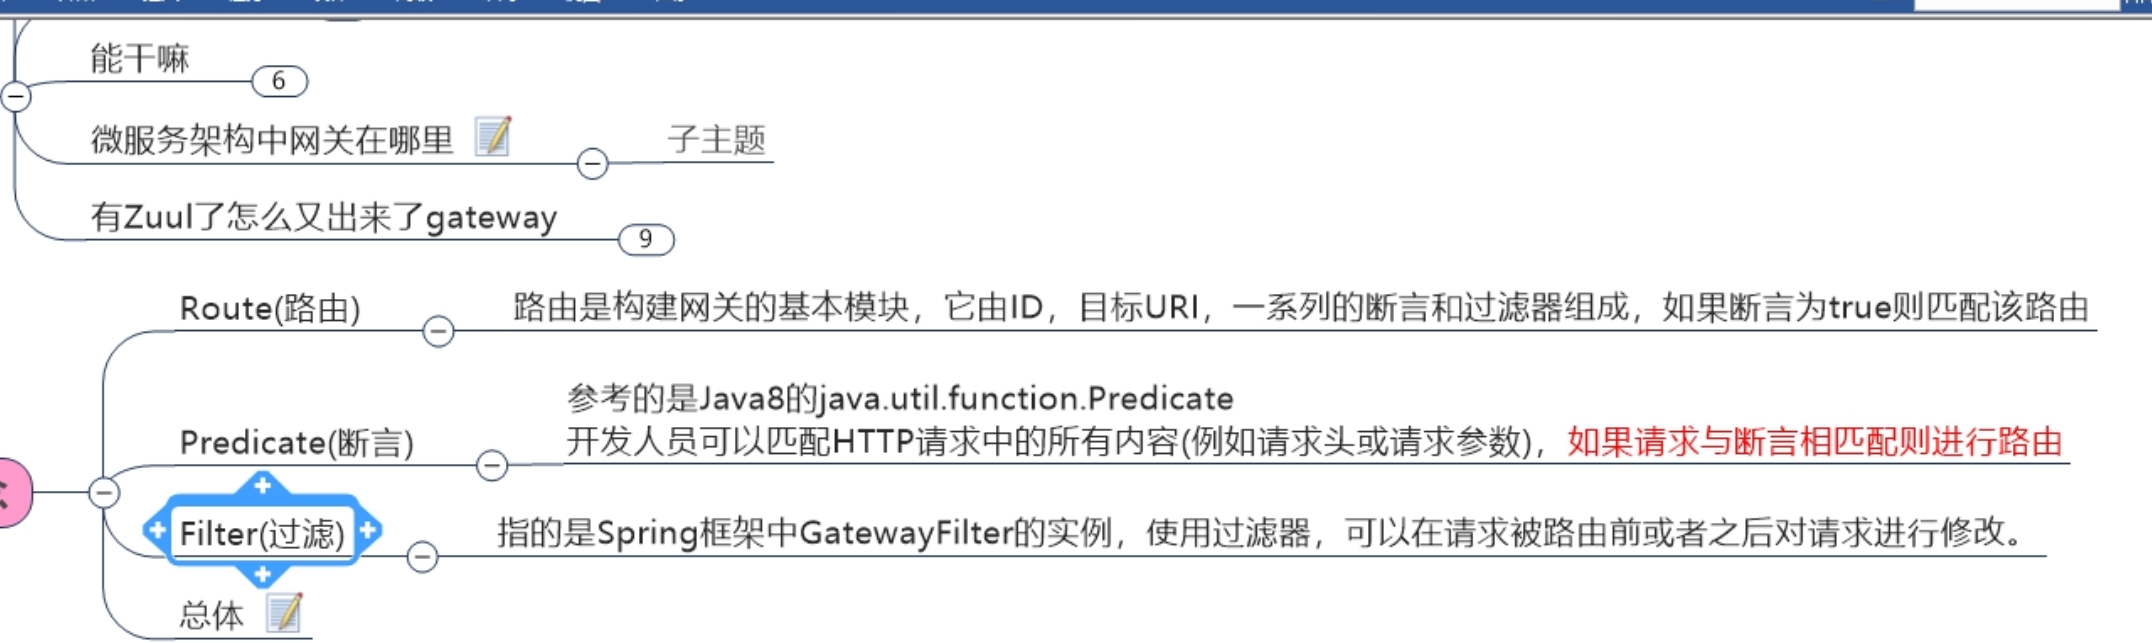 能干嘛
6
微服务架构中网关在哪里
子主题
有Zuul了怎么又出来了gateway
9
Route(路由)
路由是构建网关的基本模块，它由ID，目标URI，一系列的断言和过滤器组成，如果断言为true则匹配该路由
参考的是Java8的java.util.function.Predicate
Predicate(断言)
开发人员可以匹配HTTP请求中的所有内容(例如请求头或请求参数)，如果请求与断言相匹配则进行路由
Filter(过滤)
指的是Spring框架中GatewayFilter的实例，使用过滤器，可以在请求被路由前或者之后对请求进行修改。
总体